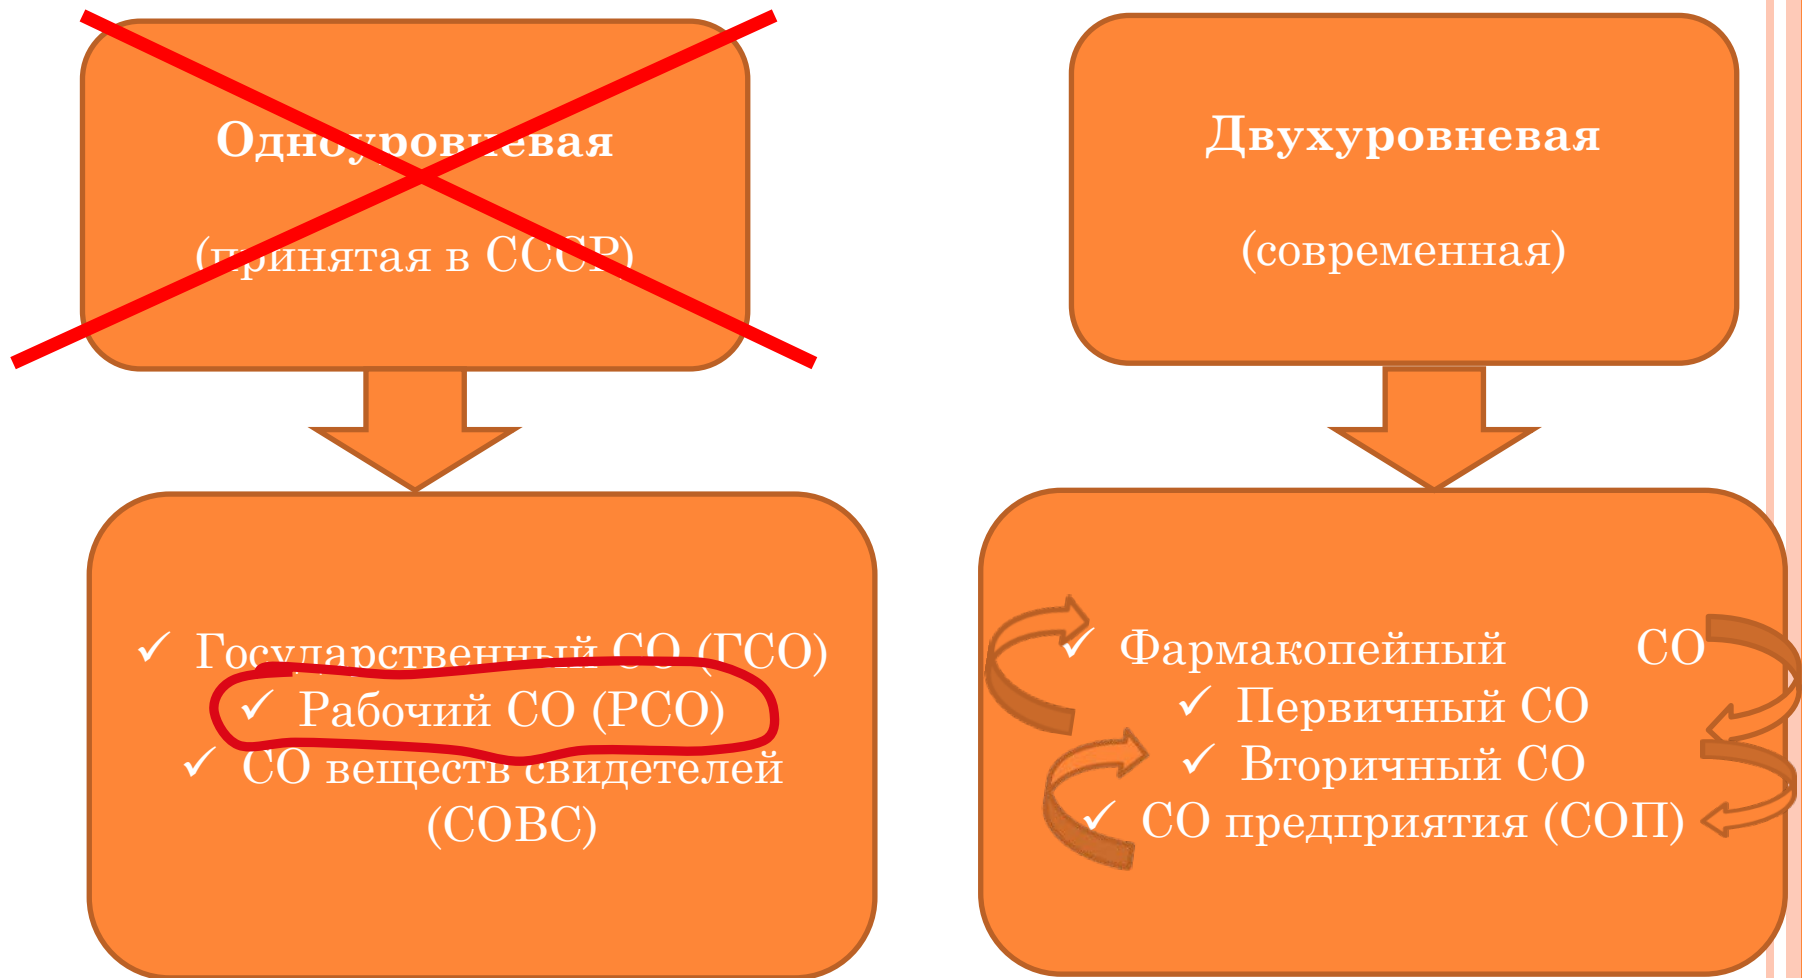 Одноуровневая
(принятая в СССР)
Двухуровневая
(современная)
✓ Государственный СО (ГСО)
✓ Рабочий СО (РСО)
✓ СО веществ свидетелей
(СОВС)
✓ Фармакопейный СО
✓ Первичный СО
✓ Вторичный СО
✓ СО предприятия (СОП)